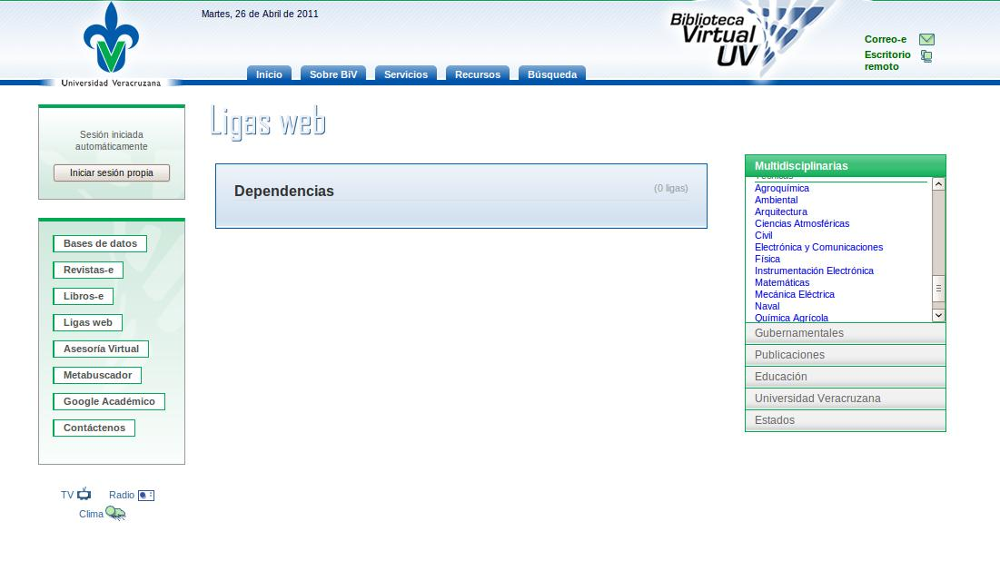 Martes, 26 de Abril de 2011
Biblioteca
Virtual
UV
Correo-e
Escritorio
remoto
Universidad Veracruzana
Inicio
Sobre BiV
Servicios
Recursos
Búsqueda
Sesión iniciada
automáticamente
Iniciar sesión propia
Bases de datos
Revistas-e
Libros-e
Ligas web
Asesoría Virtual
Metabuscador
Google Académico
Contáctenos
TV
Radio
Clima
Ligas web
Dependencias
(0 ligas)
Multidisciplinarias
Técnicas
Agroquímica
Ambiental
Arquitectura
Ciencias Atmosféricas
Civil
Electrónica y Comunicaciones
Física
Instrumentación Electrónica
Matemáticas
Mecánica Eléctrica
Naval
Química Agrícola
Gubernamentales
Publicaciones
Educación
Universidad Veracruzana
Estados